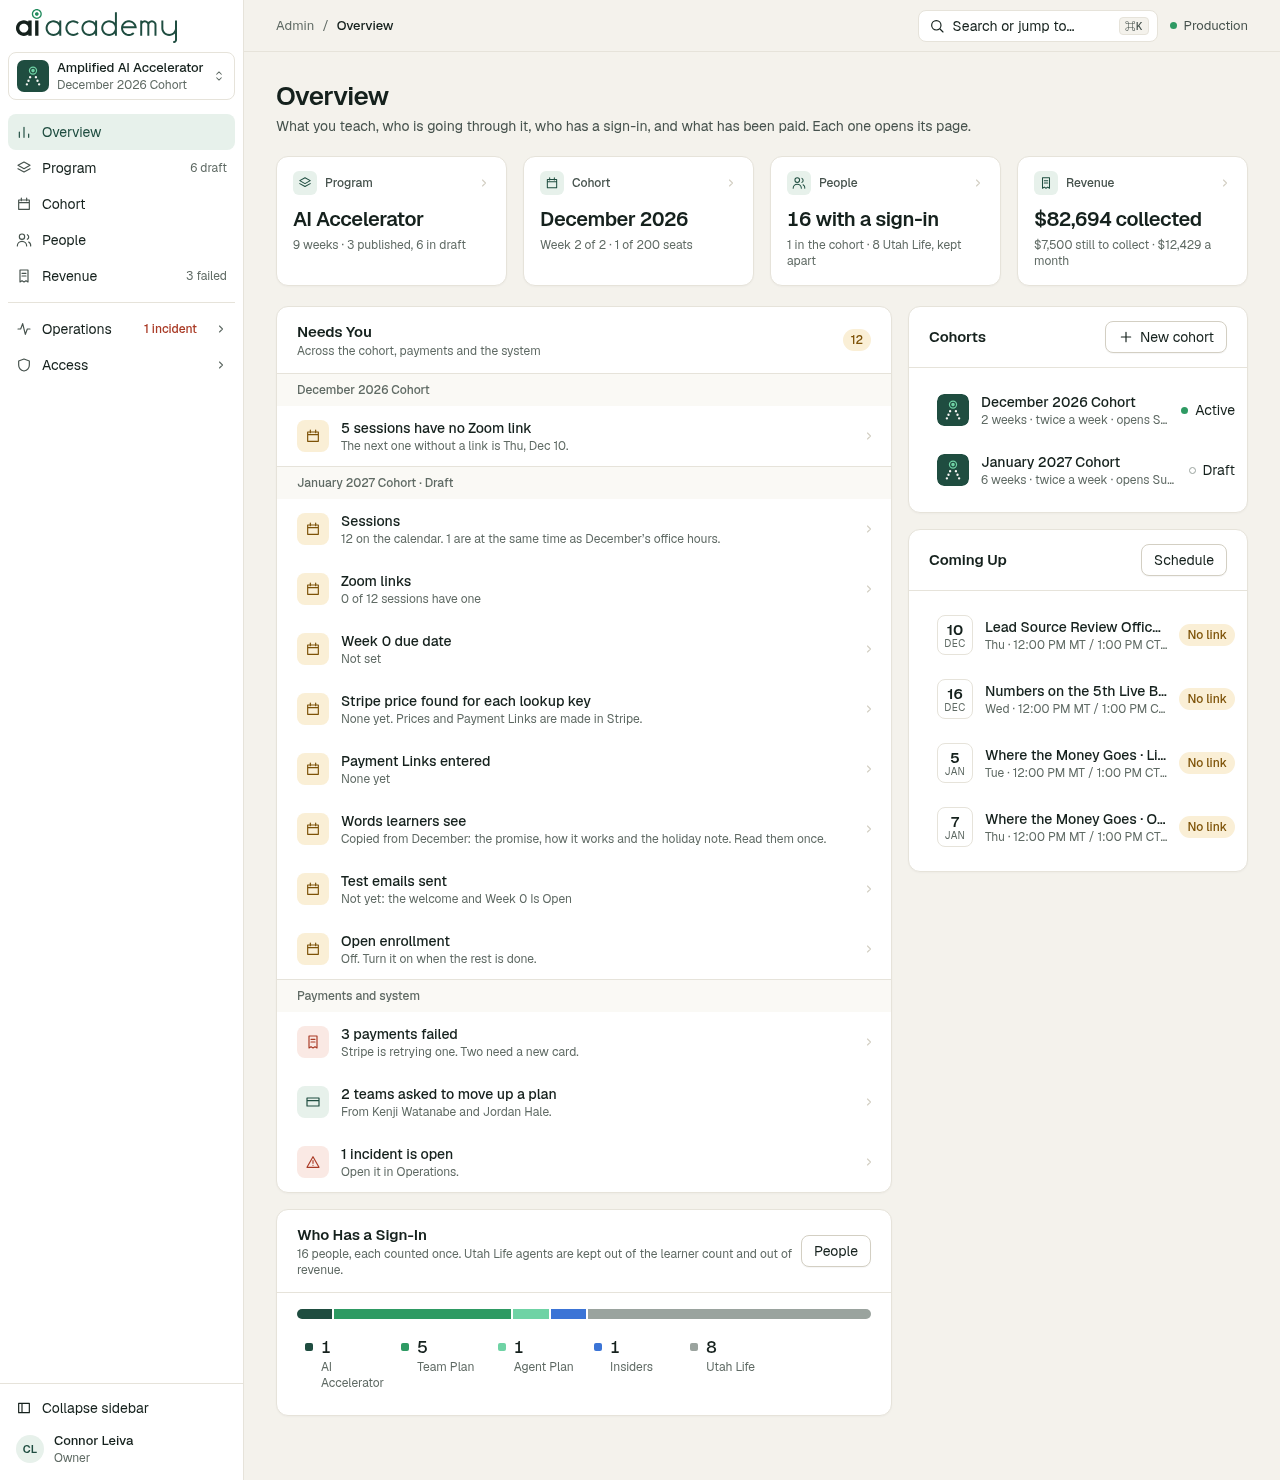 ai academy
Amplified AI Accelerator
December 2026 Cohort
Overview
Program 6 draft
Cohort
People
Revenue 3 failed
Operations 1 incident
Access
Collapse sidebar
CL
Connor Leiva
Owner
Admin / Overview
Search or jump to... ⌘K
Production
Overview
What you teach, who is going through it, who has a sign-in, and what has been paid. Each one opens its page.
Program
AI Accelerator
9 weeks · 3 published, 6 in draft
Cohort
December 2026
Week 2 of 2 · 1 of 200 seats
People
16 with a sign-in
1 in the cohort · 8 Utah Life, kept
apart
Revenue
$82,694 collected
$7,500 still to collect · $12,429 a
month
Needs You
Across the cohort, payments and the system
12
December 2026 Cohort
5 sessions have no Zoom link
The next one without a link is Thu, Dec 10.
January 2027 Cohort · Draft
Sessions
12 on the calendar. 1 are at the same time as December's office hours.
Zoom links
0 of 12 sessions have one
Week 0 due date
Not set
Stripe price found for each lookup key
None yet. Prices and Payment Links are made in Stripe.
Payment Links entered
None yet
Words learners see
Copied from December: the promise, how it works and the holiday note. Read them once.
Test emails sent
Not yet: the welcome and Week 0 Is Open
Open enrollment
Off. Turn it on when the rest is done.
Payments and system
3 payments failed
Stripe is retrying one. Two need a new card.
2 teams asked to move up a plan
From Kenji Watanabe and Jordan Hale.
1 incident is open
Open it in Operations.
Who Has a Sign-In
16 people, each counted once. Utah Life agents are kept out of the learner count and out of
revenue.
People
1
AI
Accelerator
5
Team Plan
1
Agent Plan
1
Insiders
8
Utah Life
Cohorts
New cohort
December 2026 Cohort
2 weeks · twice a week · opens S...
Active
January 2027 Cohort
6 weeks · twice a week · opens Su...
Draft
Coming Up
Schedule
10
DEC
Lead Source Review Offic...
Thu · 12:00 PM MT / 1:00 PM CT...
No link
16
DEC
Numbers on the 5th Live B...
Wed · 12:00 PM MT / 1:00 PM C...
No link
5
JAN
Where the Money Goes · Li...
Tue · 12:00 PM MT / 1:00 PM CT...
No link
7
JAN
Where the Money Goes · O...
Thu · 12:00 PM MT / 1:00 PM CT...
No link